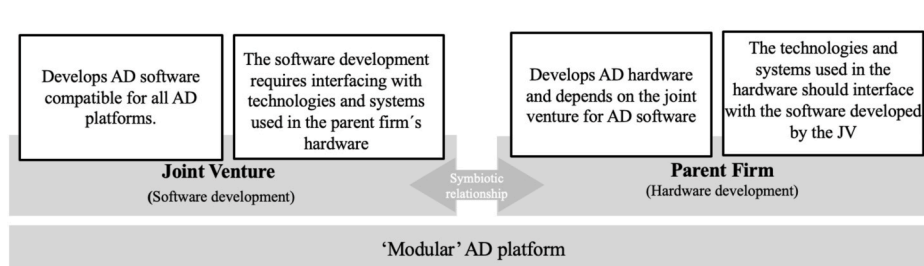 Develops AD software
compatible for all AD
platforms.
The software development
requires interfacing with
technologies and systems
used in the parent firm´s
hardware
Joint Venture
(Software development)
Symbiotic
relationship
Develops AD hardware
and depends on the joint
venture for AD software
The technologies and
systems used in the
hardware should interface
with the software developed
by the JV
Parent Firm
(Hardware development)
‘Modular’ AD platform